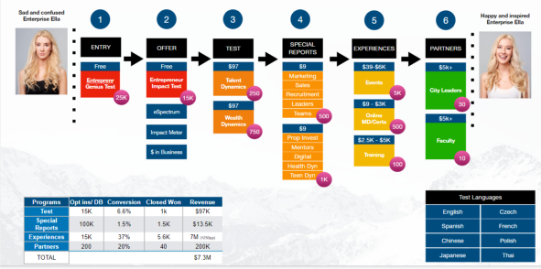 Sad and confused
Enterprise Ella
1
2
3
4
5
6
Happy and inspired
Enterprise Ella
ENTRY
OFFER
TEST
SPECIAL
REPORTS
EXPERIENCES
PARTNERS
Free
Entrepreneur
Genius Test
25K
Free
Entrepreneur
Impact Test
15K
eSpectrum
Impact Meter
$ in Business
$97
Talent
Dynamics
250
$97
Wealth
Dynamics
750
$9
Marketing
Sales
Recruitment
Leaders
Teams
500
$9
Prop Invest
Mentors
Digital
Health Dyn
Teen Dyn
1K
$39-$6K
Events
5K
$9 - $3K
Online
500
$2.5K - $5K
Training
100
$5k+
City Leaders
30
$5k+
Faculty
10
Programs Opt ins/ DB Conversion Closed Won Revenue
Test 15K 6.6% 1k $97K
Special
Reports 100K 1.5% 1.5K $13.5K
Experiences 15K 37% 5.6K 7M
Partners 200 20% 40 200K
TOTAL $7.3M
Test Languages
English Czech
Spanish French
Chinese Polish
Japanese Thai